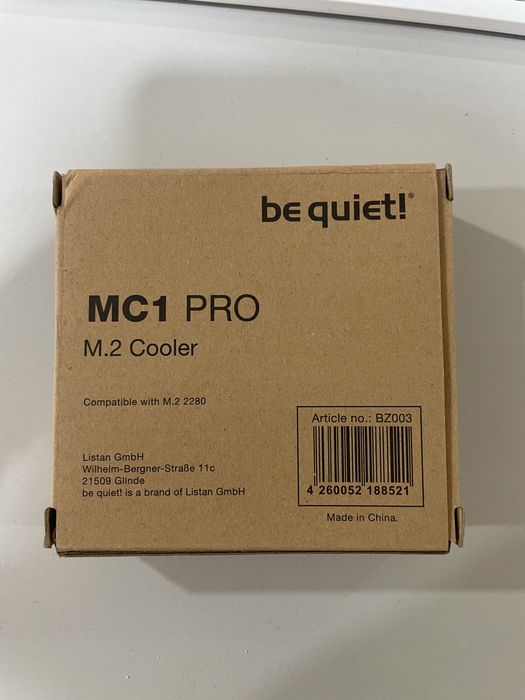 be quiet!®
MC1 PRO
M.2 Cooler
Compatible with M.2 2280
Listan GmbH
Wilhelm-Bergner-Straße 11c
21509 Glinde
be quiet! is a brand of Listan GmbH
Article no.: BZ003
4 260052 188521
Made in China.